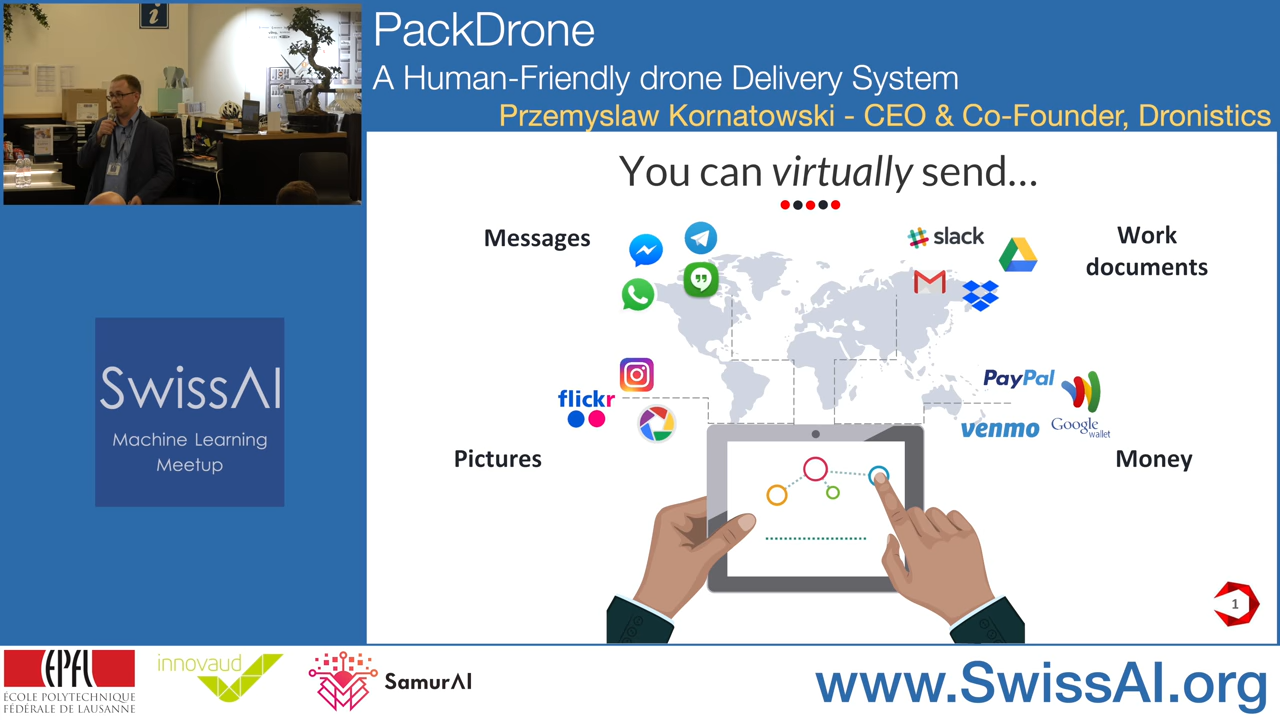 PackDrone
A Human-Friendly drone Delivery System
Przemyslaw Kornatowski - CEO & Co-Founder, Dronistics
You can virtually send...
Messages
slack
Work
documents
flickr
PayPal
venmo
Google
wallet
Pictures
Money
1
SwissAI
Machine Learning
Meetup
EPFL
ÉCOLE POLYTECHNIQUE
FÉDÉRALE DE LAUSANNE
innovaud
SamurAI
www.SwissAI.org